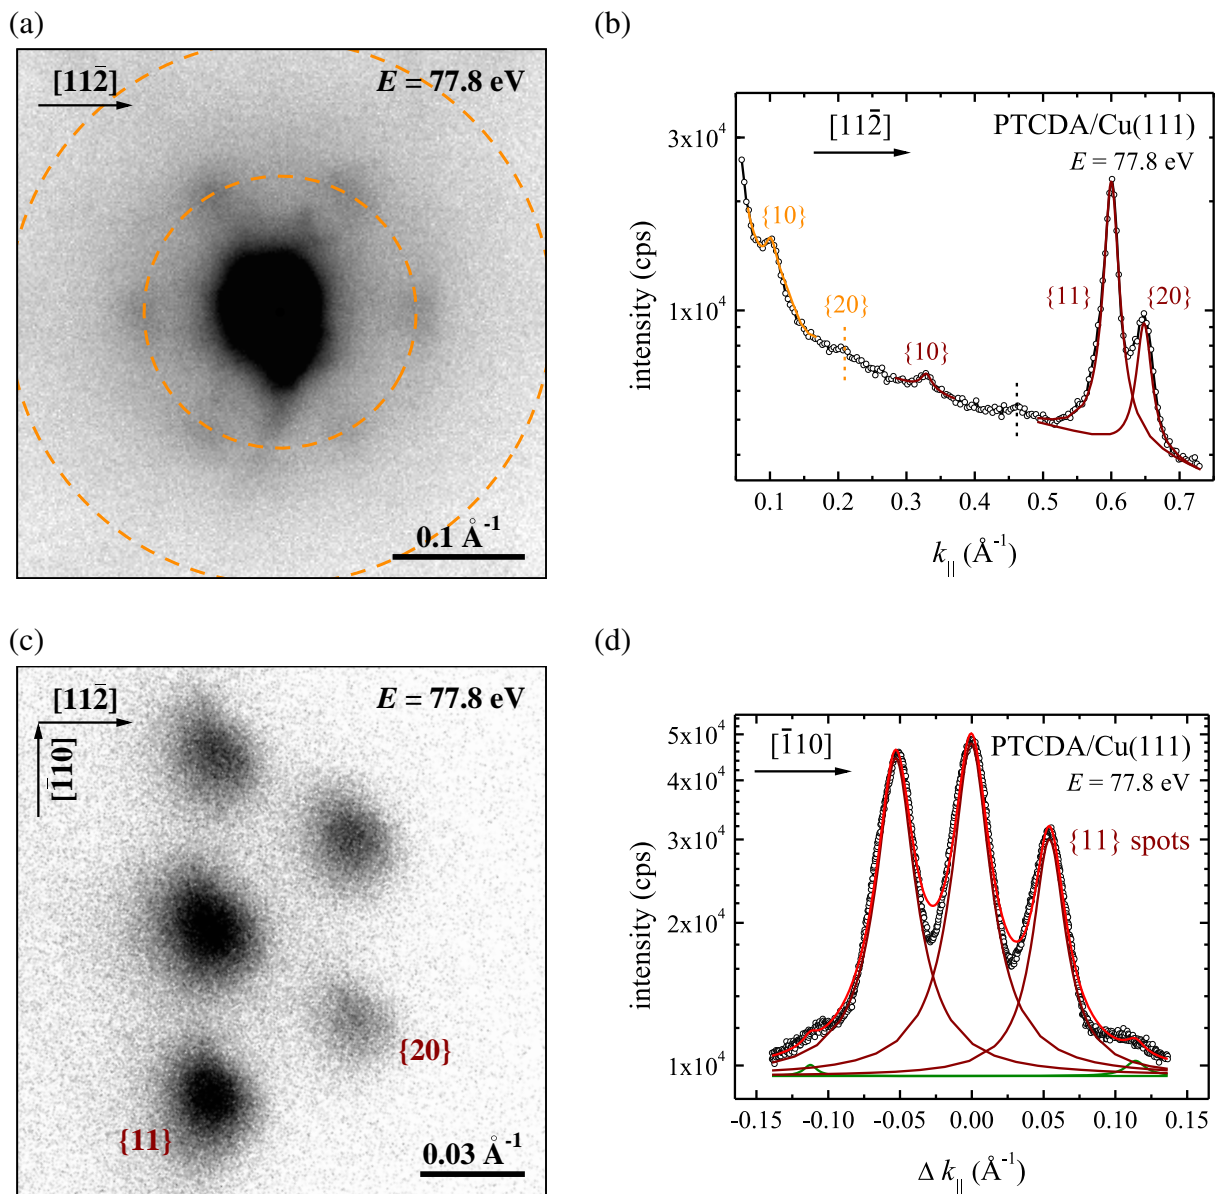 (a)
[112̄]
E = 77.8 eV
0.1 Å⁻¹
(b)
[112̄]
PTCDA/Cu(111)
E = 77.8 eV
{10}
{20}
{10}
{11}
{20}
3x10⁴
1x10⁴
intensity (cps)
0.1 0.2 0.3 0.4 0.5 0.6 0.7
k|| (Å⁻¹)
(c)
[112̄]
E = 77.8 eV
[1̄10]
{20}
{11}
0.03 Å⁻¹
(d)
[1̄10]
PTCDA/Cu(111)
E = 77.8 eV
{11} spots
5x10⁴
4x10⁴
3x10⁴
2x10⁴
1x10⁴
intensity (cps)
-0.15 -0.10 -0.05 0.00 0.05 0.10 0.15
Δ k|| (Å⁻¹)